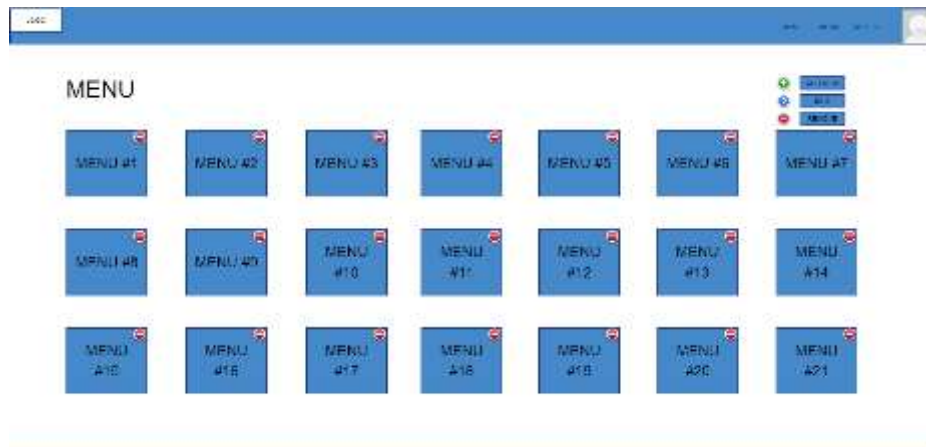 LOGO
MENU
MENU #1
MENU #2
MENU #3
MENU #4
MENU #5
MENU #6
MENU #7
MENU #8
MENU #9
MENU
#10
MENU
#11
MENU
#12
MENU
#13
MENU
#14
MENU
#15
MENU
#16
MENU
#17
MENU
#18
MENU
#19
MENU
#20
MENU
#21